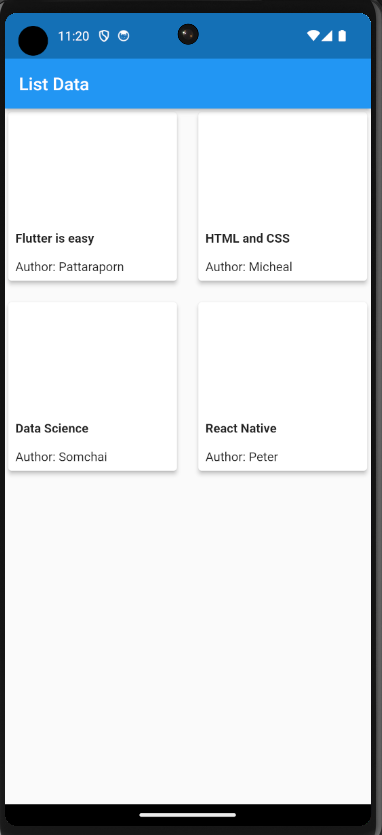 11:20
List Data
Flutter is easy
Author: Pattaraporn
HTML and CSS
Author: Micheal
Data Science
Author: Somchai
React Native
Author: Peter